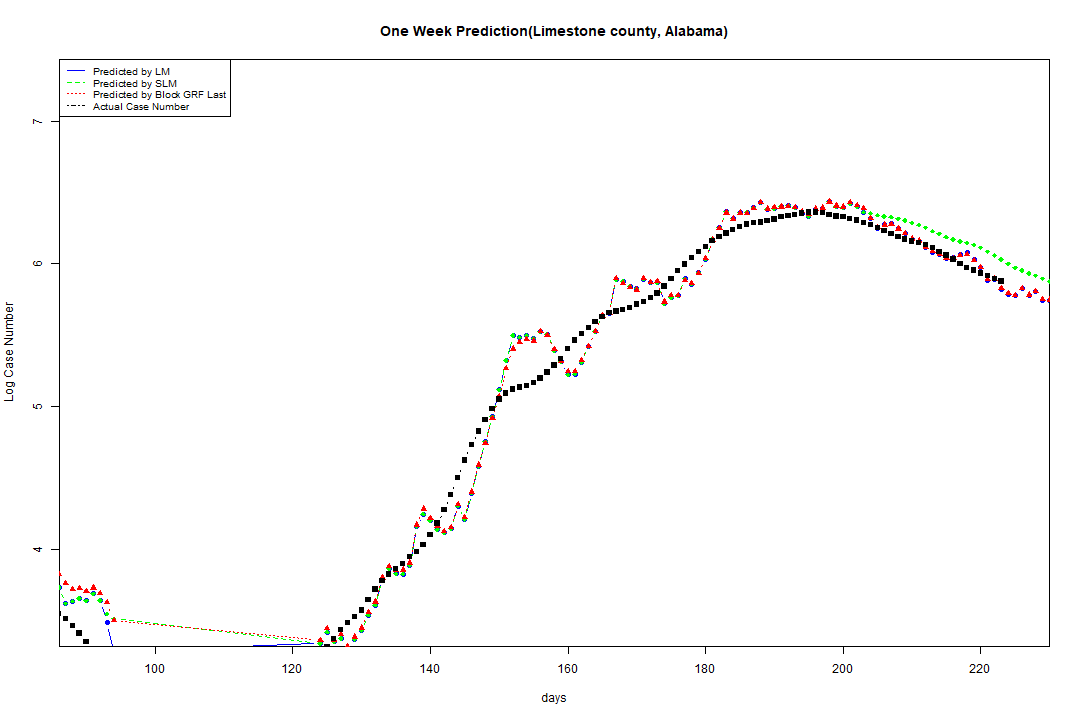 One Week Prediction(Limestone county, Alabama)
Predicted by LM
Predicted by SLM
Predicted by Block GRF Last
Actual Case Number
7
6
5
4
Log Case Number
100 120 140 160 180 200 220
days